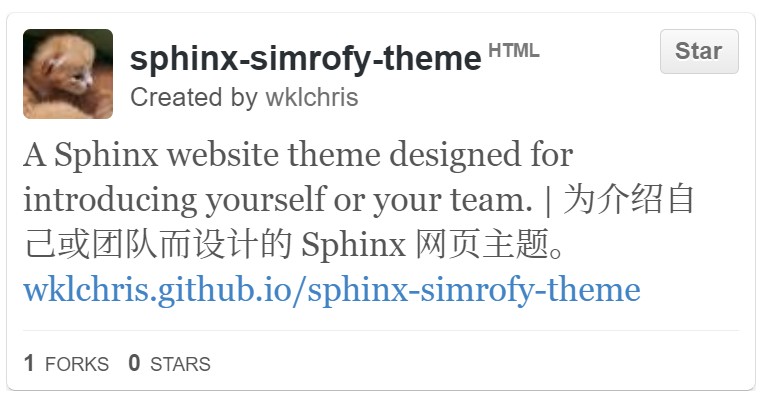 sphinx-simrofy-theme HTML
Star
Created by wklchris
A Sphinx website theme designed for
introducing yourself or your team. | 为介绍自
己或团队而设计的 Sphinx 网页主题。
wklchris.github.io/sphinx-simrofy-theme
1 FORKS 0 STARS